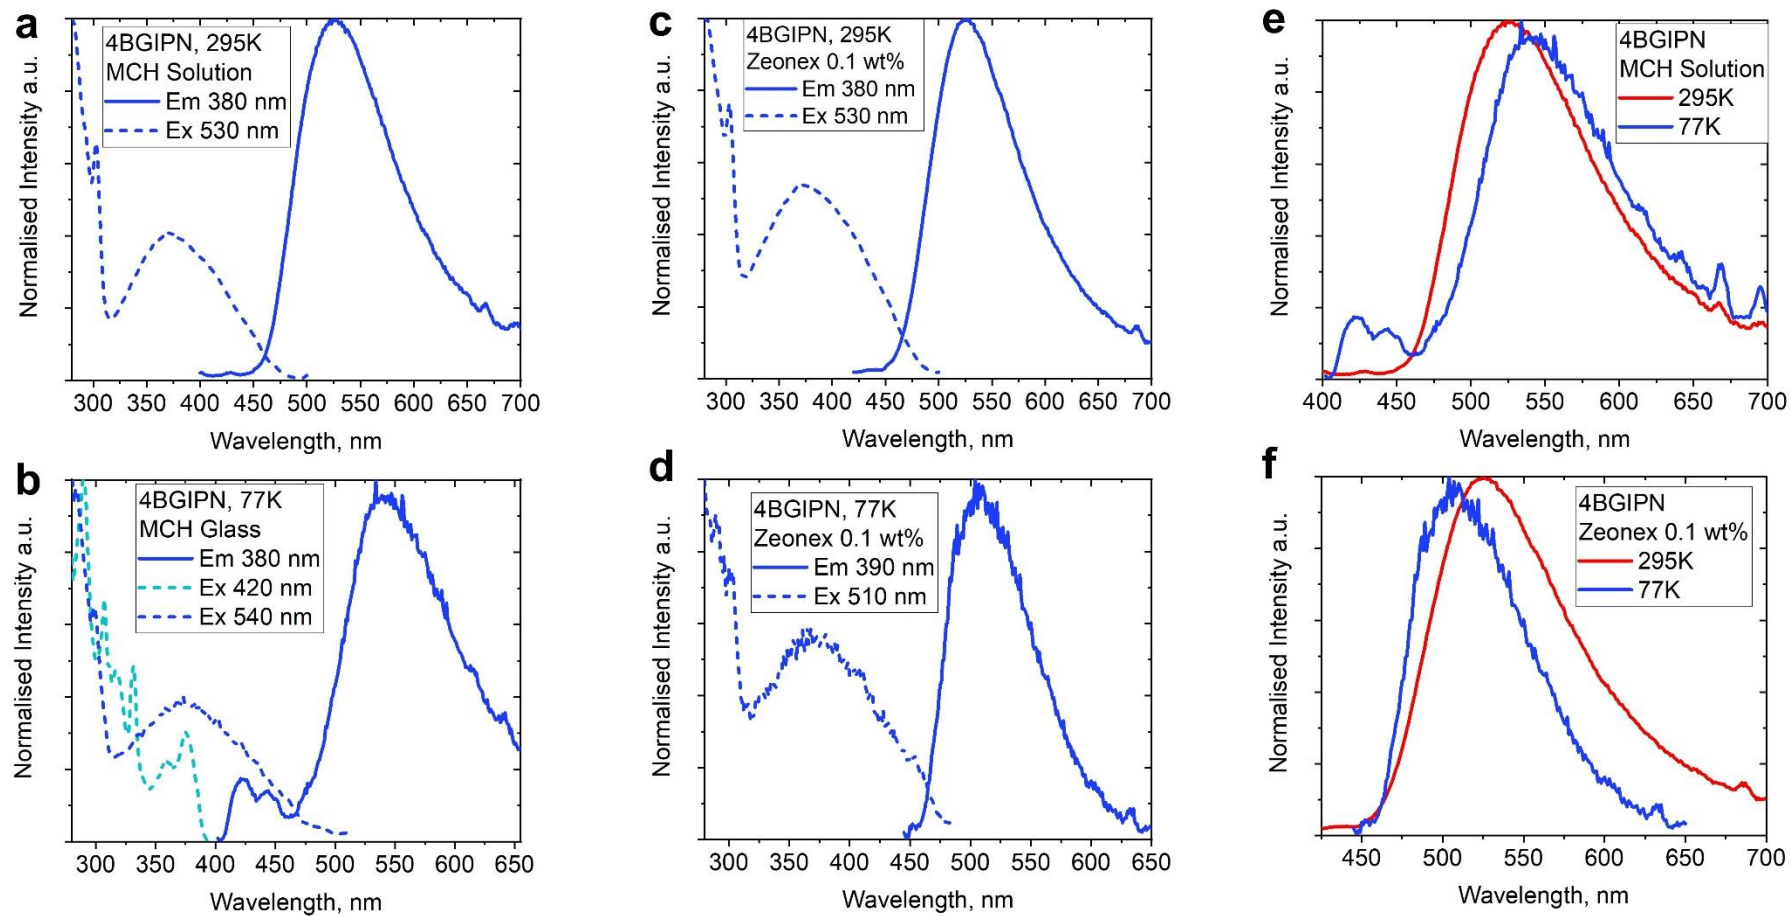 a
4BGIPN, 295K
MCH Solution
Em 380 nm
Ex 530 nm
Normalised Intensity a.u.
300 350 400 450 500 550 600 650 700
Wavelength, nm
b
4BGIPN, 77K
MCH Glass
Em 380 nm
Ex 420 nm
Ex 540 nm
Normalised Intensity a.u.
300 350 400 450 500 550 600 650
Wavelength, nm
c
4BGIPN, 295K
Zeonex 0.1 wt%
Em 380 nm
Ex 530 nm
Normalised Intensity a.u.
300 350 400 450 500 550 600 650 700
Wavelength, nm
d
4BGIPN, 77K
Zeonex 0.1 wt%
Em 390 nm
Ex 510 nm
Normalised Intensity a.u.
300 350 400 450 500 550 600 650
Wavelength, nm
e
4BGIPN
MCH Solution
295K
77K
Normalised Intensity a.u.
400 450 500 550 600 650 700
Wavelength, nm
f
4BGIPN
Zeonex 0.1 wt%
295K
77K
Normalised Intensity a.u.
450 500 550 600 650 700
Wavelength, nm